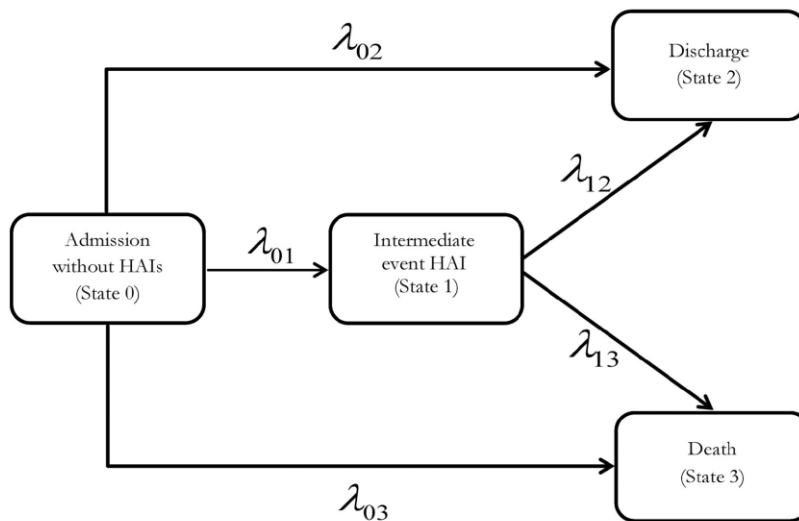 λ02
Discharge
(State 2)
λ12
Admission
without HAIs
(State 0)
λ01
Intermediate
event HAI
(State 1)
λ13
Death
(State 3)
λ03